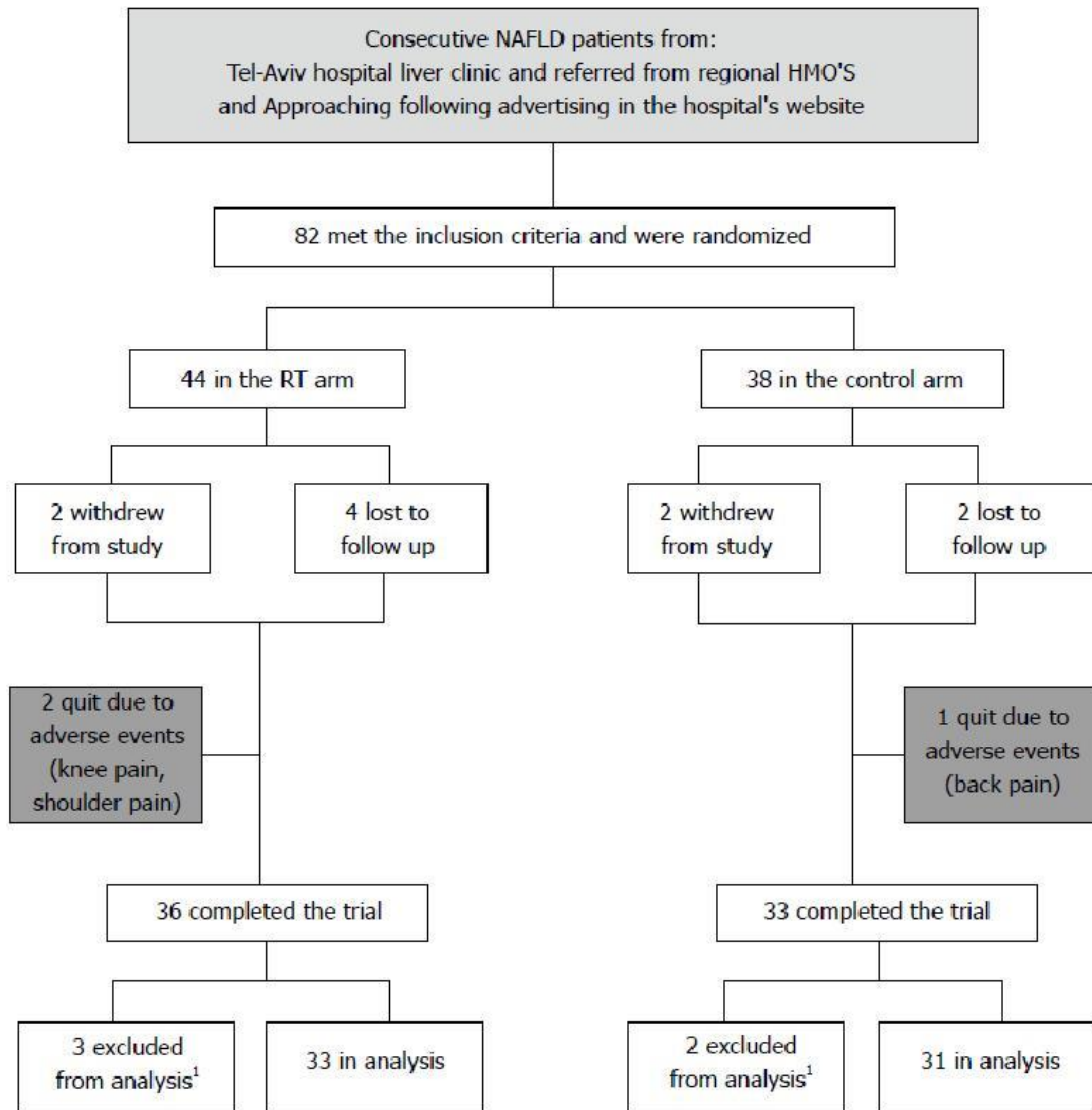 Consecutive NAFLD patients from:
Tel-Aviv hospital liver clinic and referred from regional HMO'S
and Approaching following advertising in the hospital's website
82 met the inclusion criteria and were randomized
44 in the RT arm
38 in the control arm
2 withdrew
from study
4 lost to
follow up
2 withdrew
from study
2 lost to
follow up
2 quit due to
adverse events
(knee pain,
shoulder pain)
1 quit due to
adverse events
(back pain)
36 completed the trial
33 completed the trial
3 excluded
from analysis¹
33 in analysis
2 excluded
from analysis¹
31 in analysis